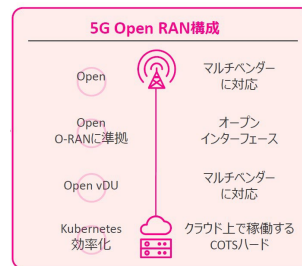 5G Open RAN構成
Open
マルチベンダー
に対応
Open
O-RANに準拠
オープン
インターフェース
Open vDU
マルチベンダー
に対応
Kubernetes
効率化
クラウド上で稼働する
COTSハード